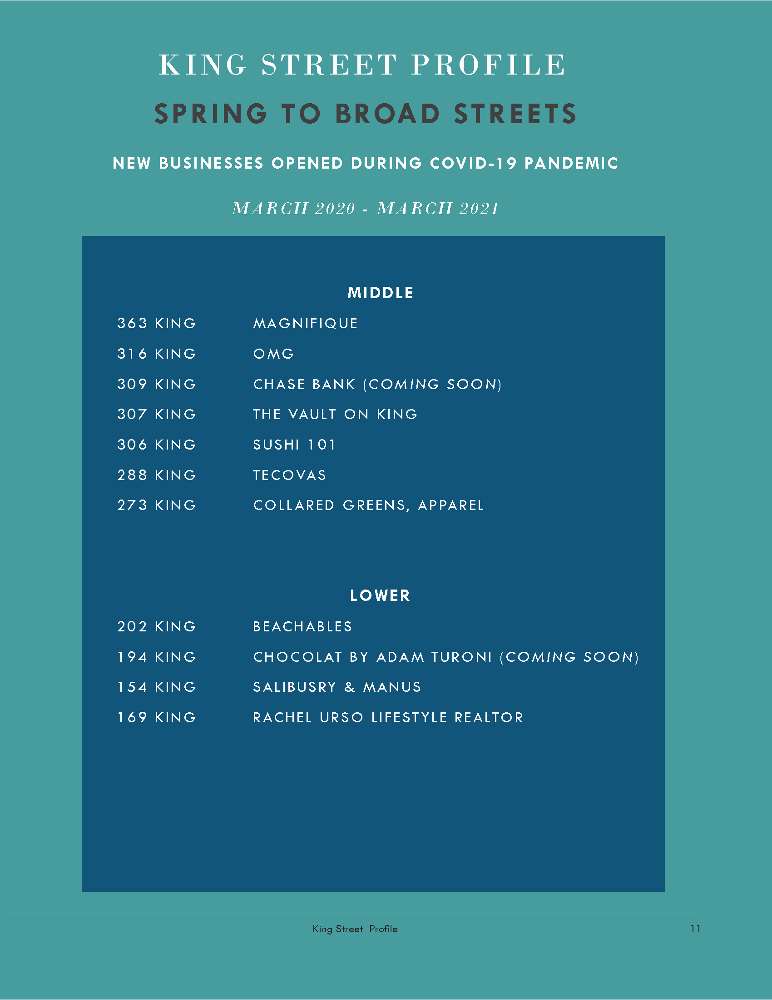 KING STREET PROFILE
SPRING TO BROAD STREETS
NEW BUSINESSES OPENED DURING COVID-19 PANDEMIC
MARCH 2020 - MARCH 2021
MIDDLE
363 KING MAGNIFIQUE
316 KING OMG
309 KING CHASE BANK (COMING SOON)
307 KING THE VAULT ON KING
306 KING SUSHI 101
288 KING TECOVAS
273 KING COLLARED GREENS, APPAREL
LOWER
202 KING BEACHABLES
194 KING CHOCOLAT BY ADAM TURONI (COMING SOON)
154 KING SALIBUSRY & MANUS
169 KING RACHEL URSO LIFESTYLE REALTOR
King Street Profile 11